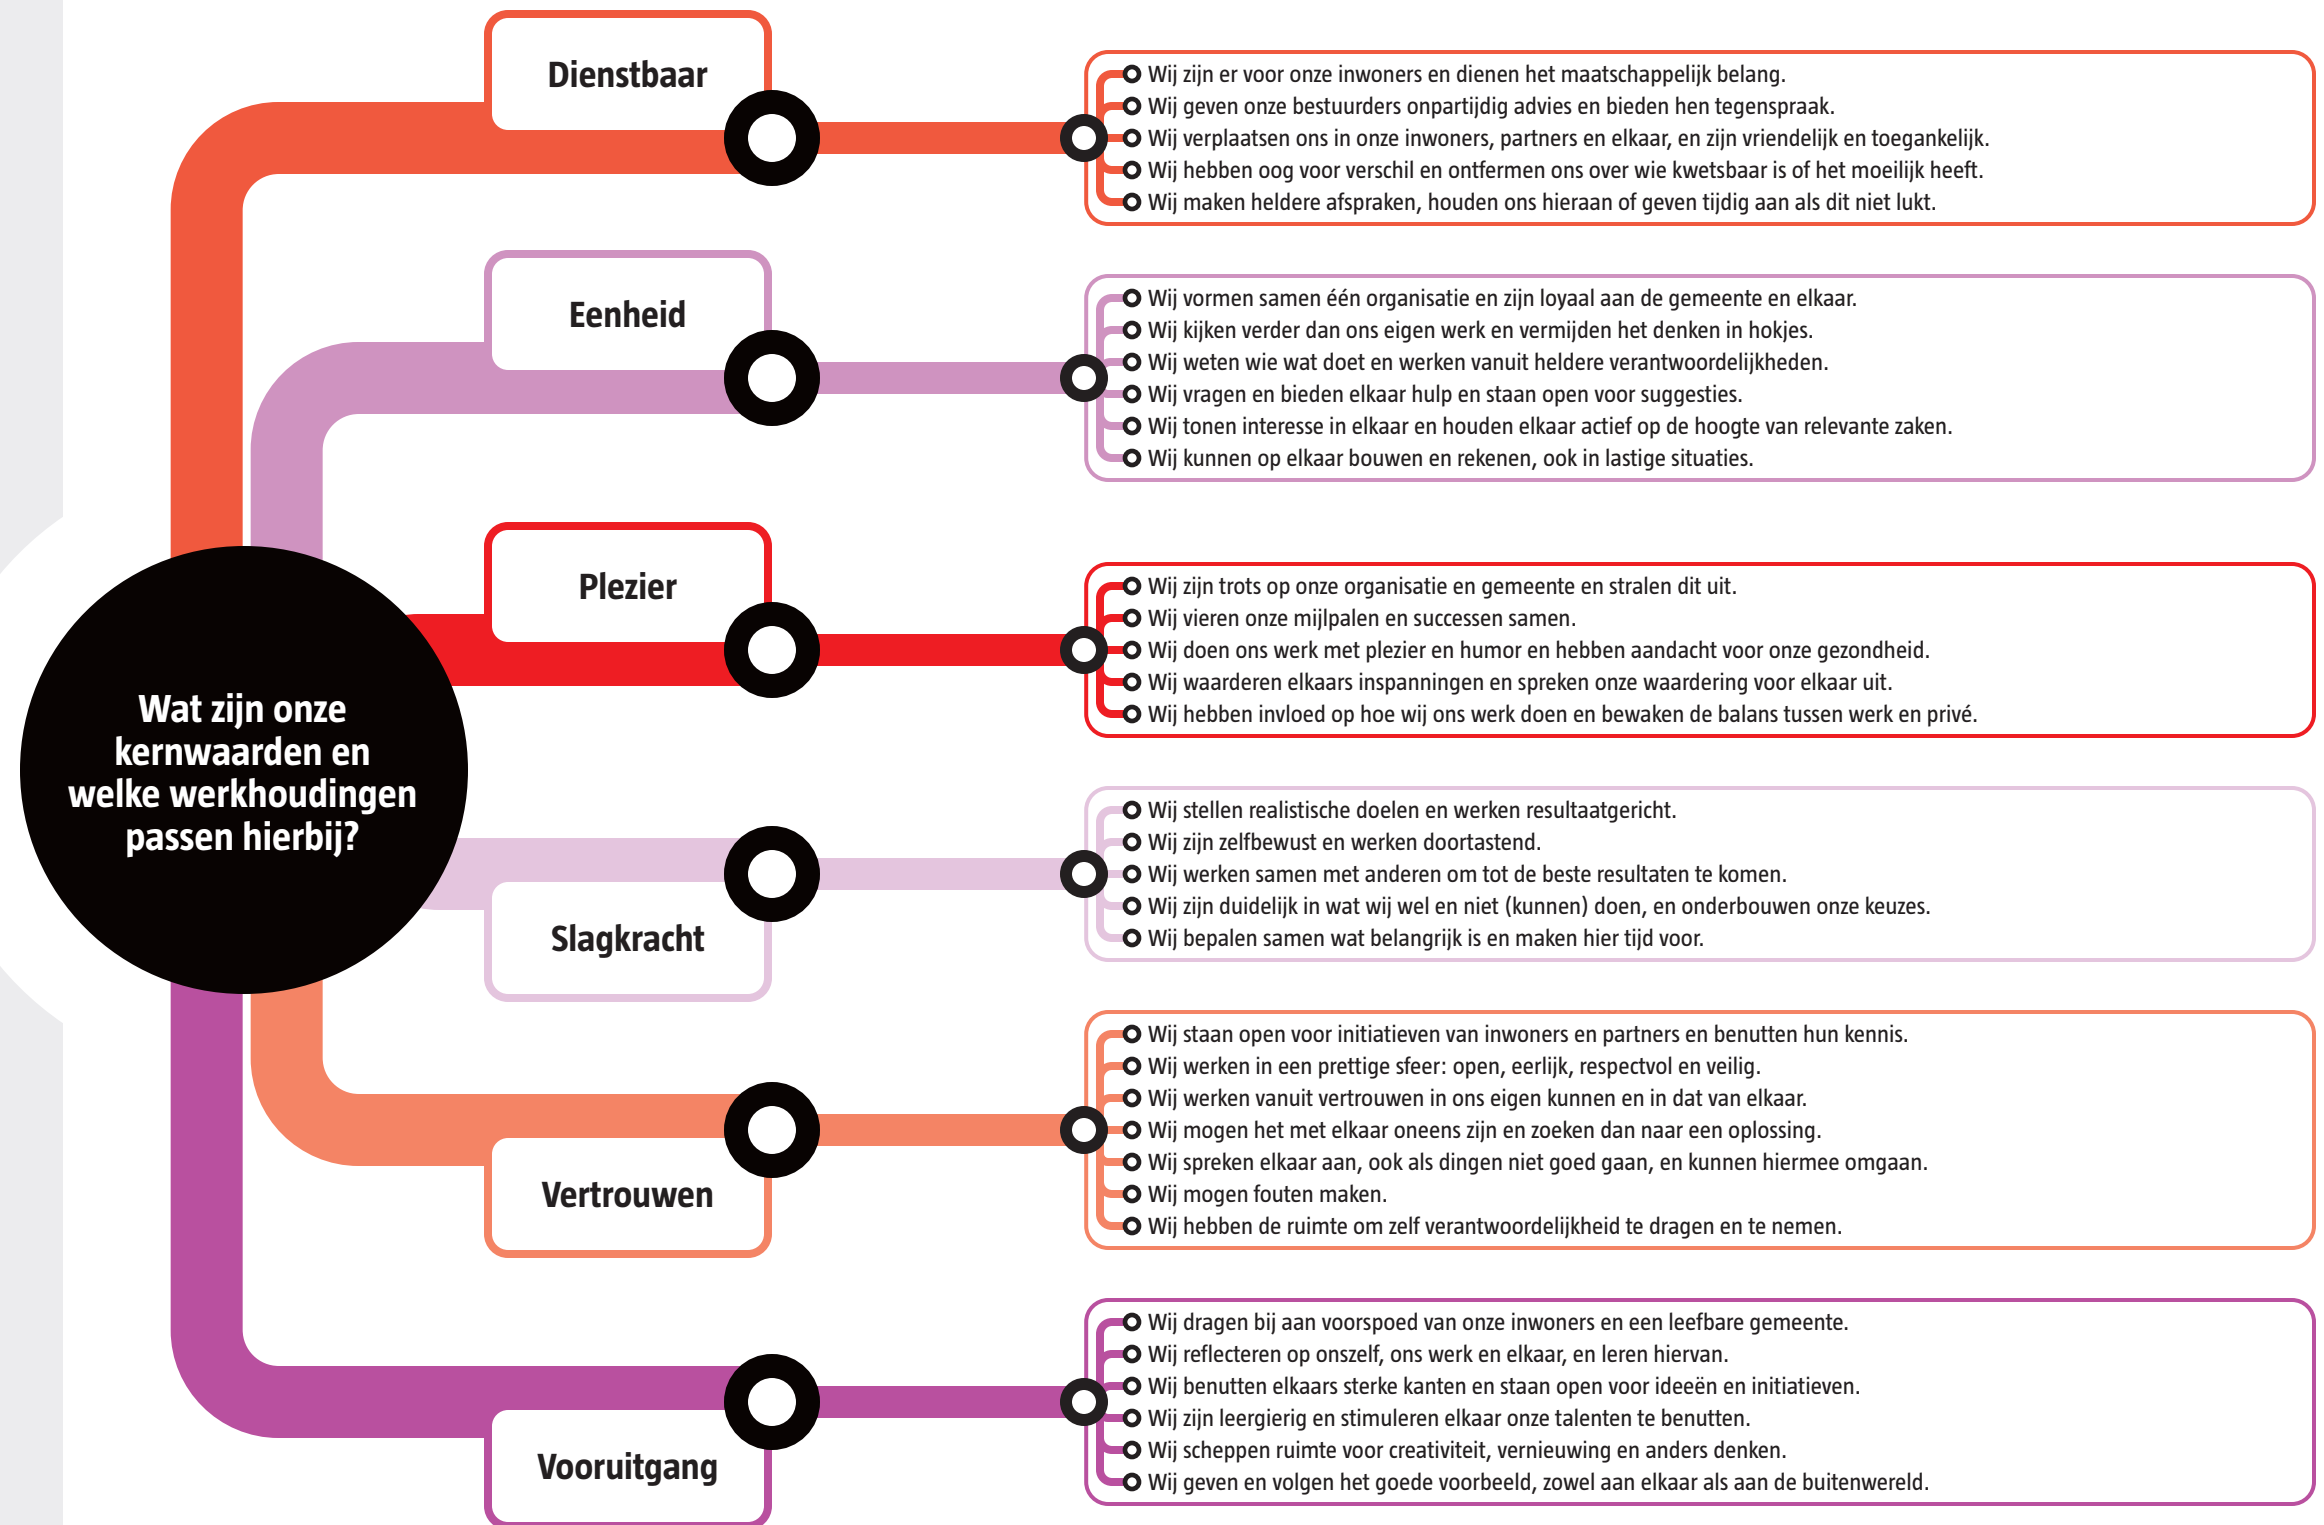 Wat zijn onze
kernwaarden en
welke werkhoudingen
passen hierbij?
Dienstbaar
Wij zijn er voor onze inwoners en dienen het maatschappelijk belang.
Wij geven onze bestuurders onpartijdig advies en bieden hen tegenspraak.
Wij verplaatsen ons in onze inwoners, partners en elkaar, en zijn vriendelijk en toegankelijk.
Wij hebben oog voor verschil en ontfermen ons over wie kwetsbaar is of het moeilijk heeft.
Wij maken heldere afspraken, houden ons hieraan of geven tijdig aan als dit niet lukt.
Eenheid
Wij vormen samen één organisatie en zijn loyaal aan de gemeente en elkaar.
Wij kijken verder dan ons eigen werk en vermijden het denken in hokjes.
Wij weten wie wat doet en werken vanuit heldere verantwoordelijkheden.
Wij vragen en bieden elkaar hulp en staan open voor suggesties.
Wij tonen interesse in elkaar en houden elkaar actief op de hoogte van relevante zaken.
Wij kunnen op elkaar bouwen en rekenen, ook in lastige situaties.
Plezier
Wij zijn trots op onze organisatie en gemeente en stralen dit uit.
Wij vieren onze mijlpalen en successen samen.
Wij doen ons werk met plezier en humor en hebben aandacht voor onze gezondheid.
Wij waarderen elkaars inspanningen en spreken onze waardering voor elkaar uit.
Wij hebben invloed op hoe wij ons werk doen en bewaken de balans tussen werk en privé.
Slagkracht
Wij stellen realistische doelen en werken resultaatgericht.
Wij zijn zelfbewust en werken doortastend.
Wij werken samen met anderen om tot de beste resultaten te komen.
Wij zijn duidelijk in wat wij wel en niet (kunnen) doen, en onderbouwen onze keuzes.
Wij bepalen samen wat belangrijk is en maken hier tijd voor.
Vertrouwen
Wij staan open voor initiatieven van inwoners en partners en benutten hun kennis.
Wij werken in een prettige sfeer: open, eerlijk, respectvol en veilig.
Wij werken vanuit vertrouwen in ons eigen kunnen en in dat van elkaar.
Wij mogen het met elkaar oneens zijn en zoeken dan naar een oplossing.
Wij spreken elkaar aan, ook als dingen niet goed gaan, en kunnen hiermee omgaan.
Wij mogen fouten maken.
Wij hebben de ruimte om zelf verantwoordelijkheid te dragen en te nemen.
Vooruitgang
Wij dragen bij aan voorspoed van onze inwoners en een leefbare gemeente.
Wij reflecteren op onszelf, ons werk en elkaar, en leren hiervan.
Wij benutten elkaars sterke kanten en staan open voor ideeën en initiatieven.
Wij zijn leergierig en stimuleren elkaar onze talenten te benutten.
Wij scheppen ruimte voor creativiteit, vernieuwing en anders denken.
Wij geven en volgen het goede voorbeeld, zowel aan elkaar als aan de buitenwereld.